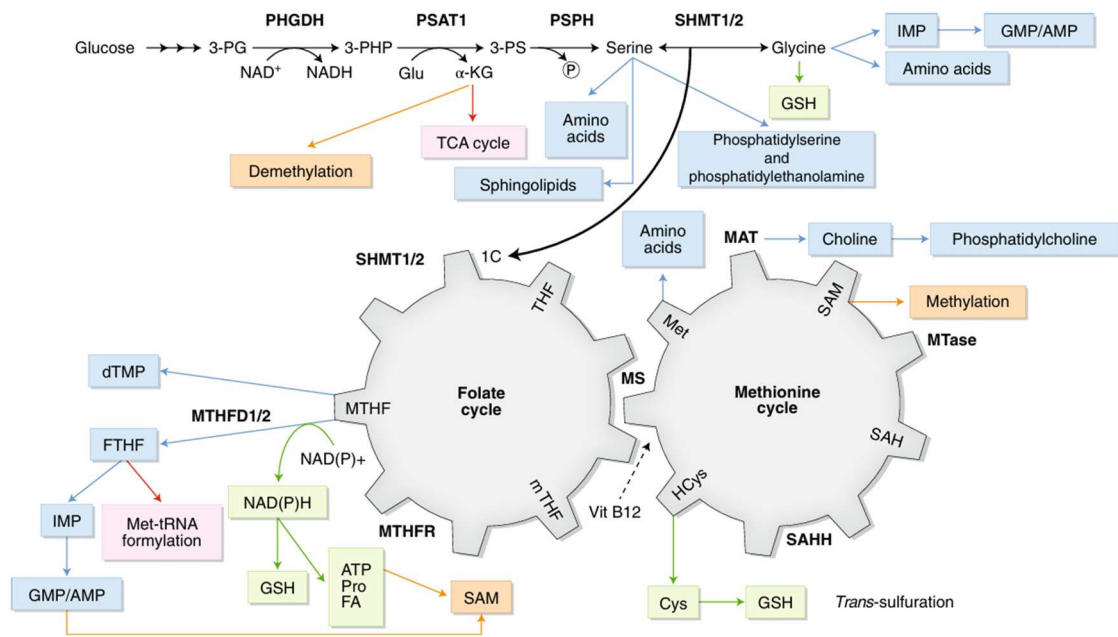 PHGDH PSAT1 PSPH SHMT1/2
Glucose 3-PG 3-PHP 3-PS Serine Glycine
NAD⁺ NADH Glu α-KG P
IMP GMP/AMP
Amino acids
GSH
Amino
acids
TCA cycle
Demethylation
Sphingolipids
Phosphatidylserine
and
phosphatidylethanolamine
Amino
acids
MAT Choline Phosphatidylcholine
SHMT1/2 1C
THF
SAM
Methylation
Met
MTase
dTMP
MS
Folate
cycle
Methionine
cycle
MTHF
MTHFD1/2
FTHF
NAD(P)+
SAH
HCys
NAD(P)H
m THF
Vit B12
IMP
Met-tRNA
formylation
MTHFR
SAHH
GSH
ATP
Pro
FA
GMP/AMP
SAM
Cys GSH Trans-sulfuration